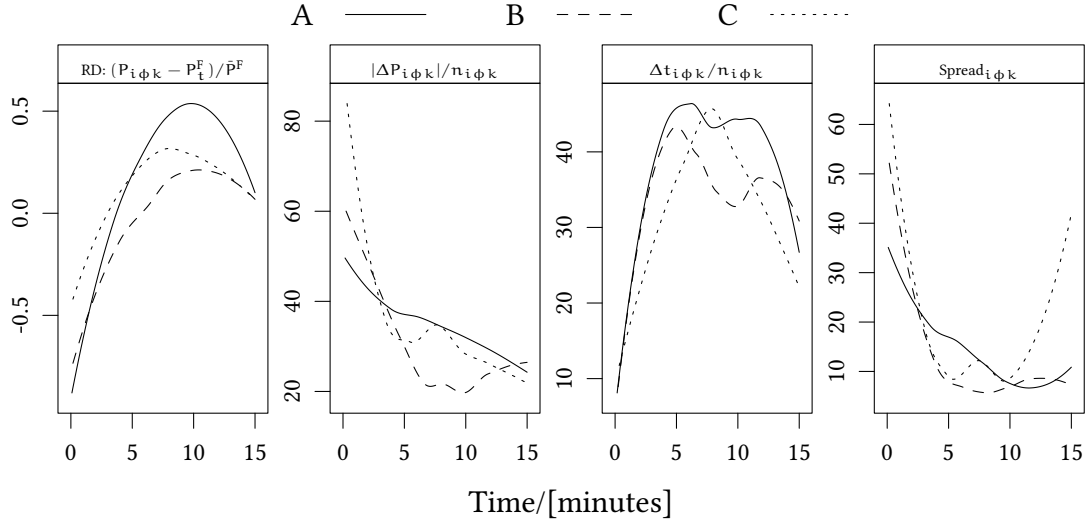 A B C
RD: (P_{iϕk} − P_t^F)/P̄^F
|ΔP_{iϕk}|/n_{iϕk}
Δt_{iϕk}/n_{iϕk}
Spread_{iϕk}
0.5
0.0
-0.5
80
60
40
20
40
30
20
10
60
50
40
30
20
10
0 5 10 15
0 5 10 15
0 5 10 15
0 5 10 15
Time/[minutes]